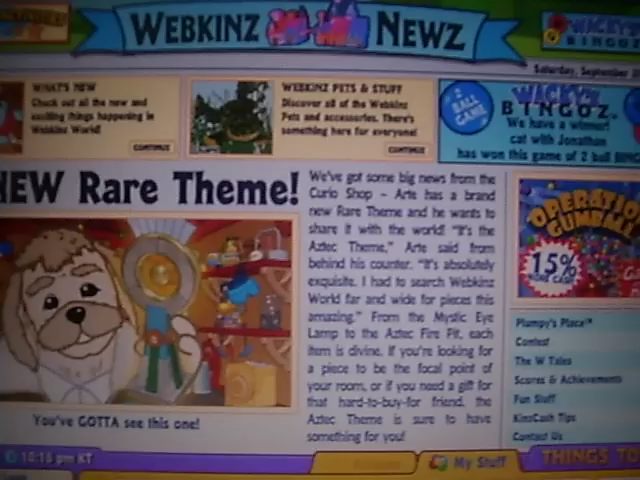 WEBKINZ NEWZ
WACKY'S
BINGOZ
Saturday, September
WHAT'S NEW
Check out all the new and
exciting things happening in
Webkinz World!
CONTINUE
WEBKINZ PETS & STUFF
Discover all of the Webkinz
Pets and accessories. There's
something here for everyone!
CONTINUE
2
BALL
GAME
WACKY'S
BINGOZ
We have a winner!
cat with Jonathan
has won this game of 2 ball
NEW Rare Theme!
You've GOTTA see this one!
We've got some big news from the
Curio Shop - Arte has a brand
new Rare Theme and he wants to
share it with the world! "It's the
Aztec Theme," Arte said from
behind his counter. "It's absolutely
exquisite. I had to search Webkinz
World far and wide for pieces this
amazing." From the Mystic Eye
Lamp to the Aztec Fire Pit, each
item is divine. If you're looking for
a piece to be the focal point of
your room, or if you need a gift for
that hard-to-buy-for friend, the
Aztec Theme is sure to have
something for you!
OPERATION
GUMBALL
15%
MORE CASH
Plumpy's Place™
Contest
The W Tales
Scores & Achievements
Fun Stuff
KinzCash Tips
Contact Us
10:18 pm KT
My Stuff
THINGS TO